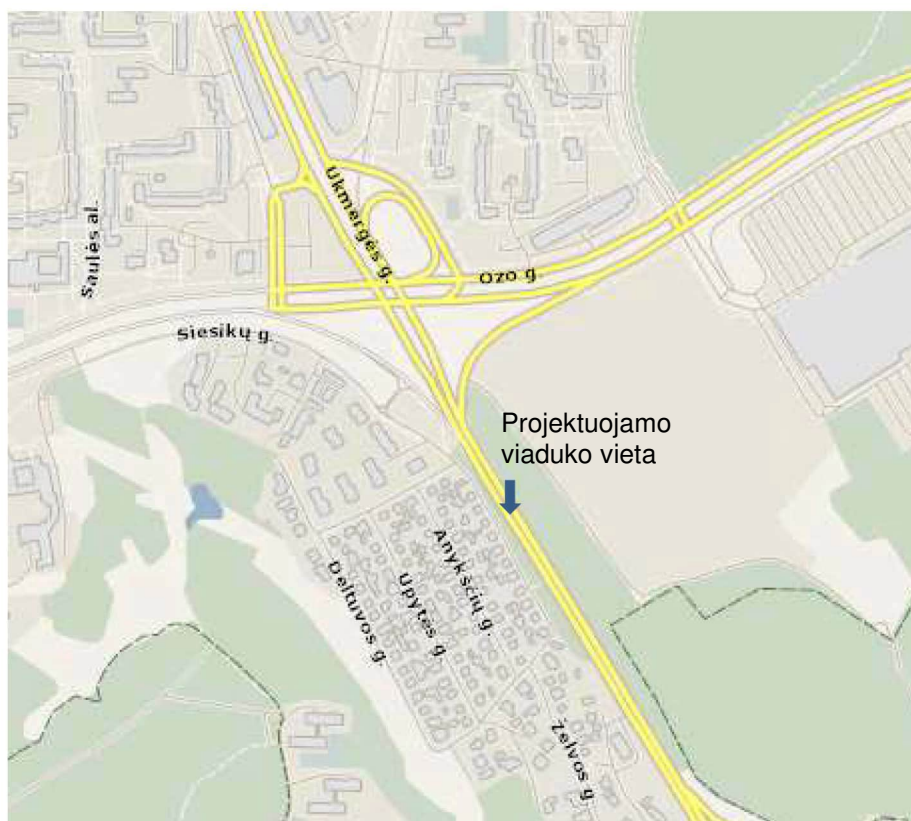 Ukmergės g.
Saulės al.
Ozo g
Siesikų g.
Projektuojamo
viaduko vieta
Anykščių g.
Upytės g.
Deltuvos g.
Želvos g